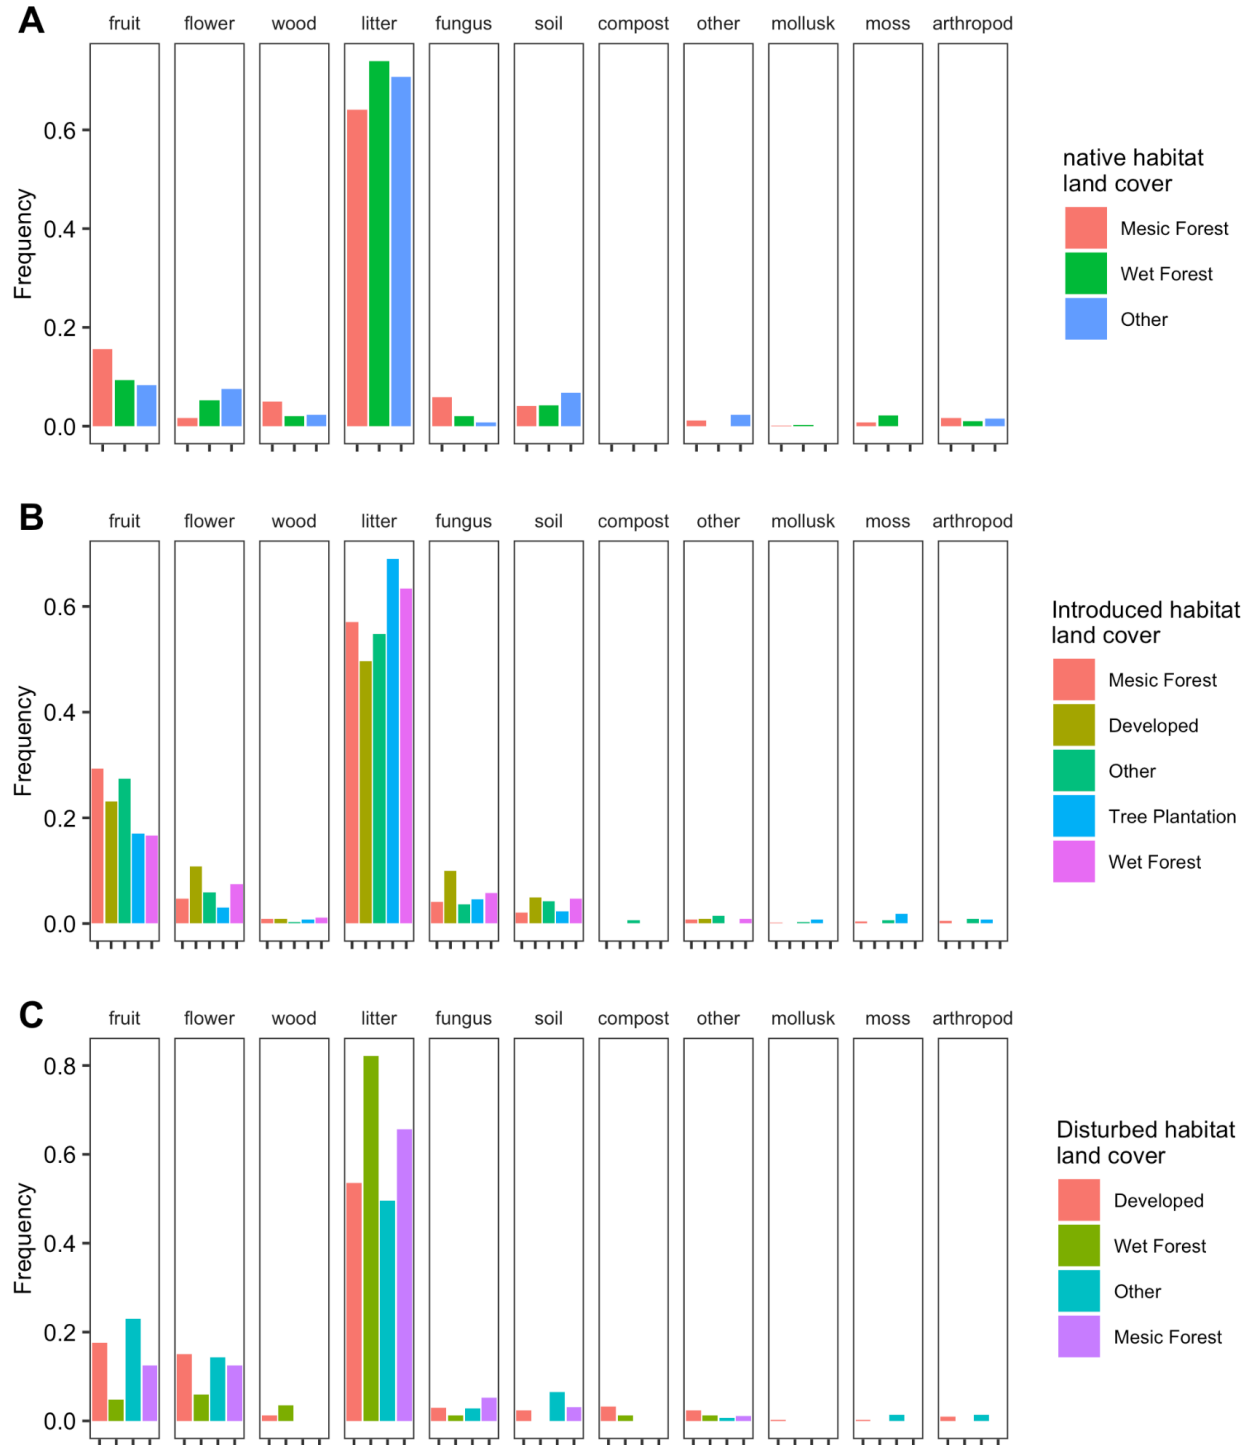 A
fruit flower wood litter fungus soil compost other mollusk moss arthropod
0.6
0.4
0.2
0.0
Frequency
native habitat
land cover
Mesic Forest
Wet Forest
Other
B
fruit flower wood litter fungus soil compost other mollusk moss arthropod
0.6
0.4
0.2
0.0
Frequency
Introduced habitat
land cover
Mesic Forest
Developed
Other
Tree Plantation
Wet Forest
C
fruit flower wood litter fungus soil compost other mollusk moss arthropod
0.8
0.6
0.4
0.2
0.0
Frequency
Disturbed habitat
land cover
Developed
Wet Forest
Other
Mesic Forest